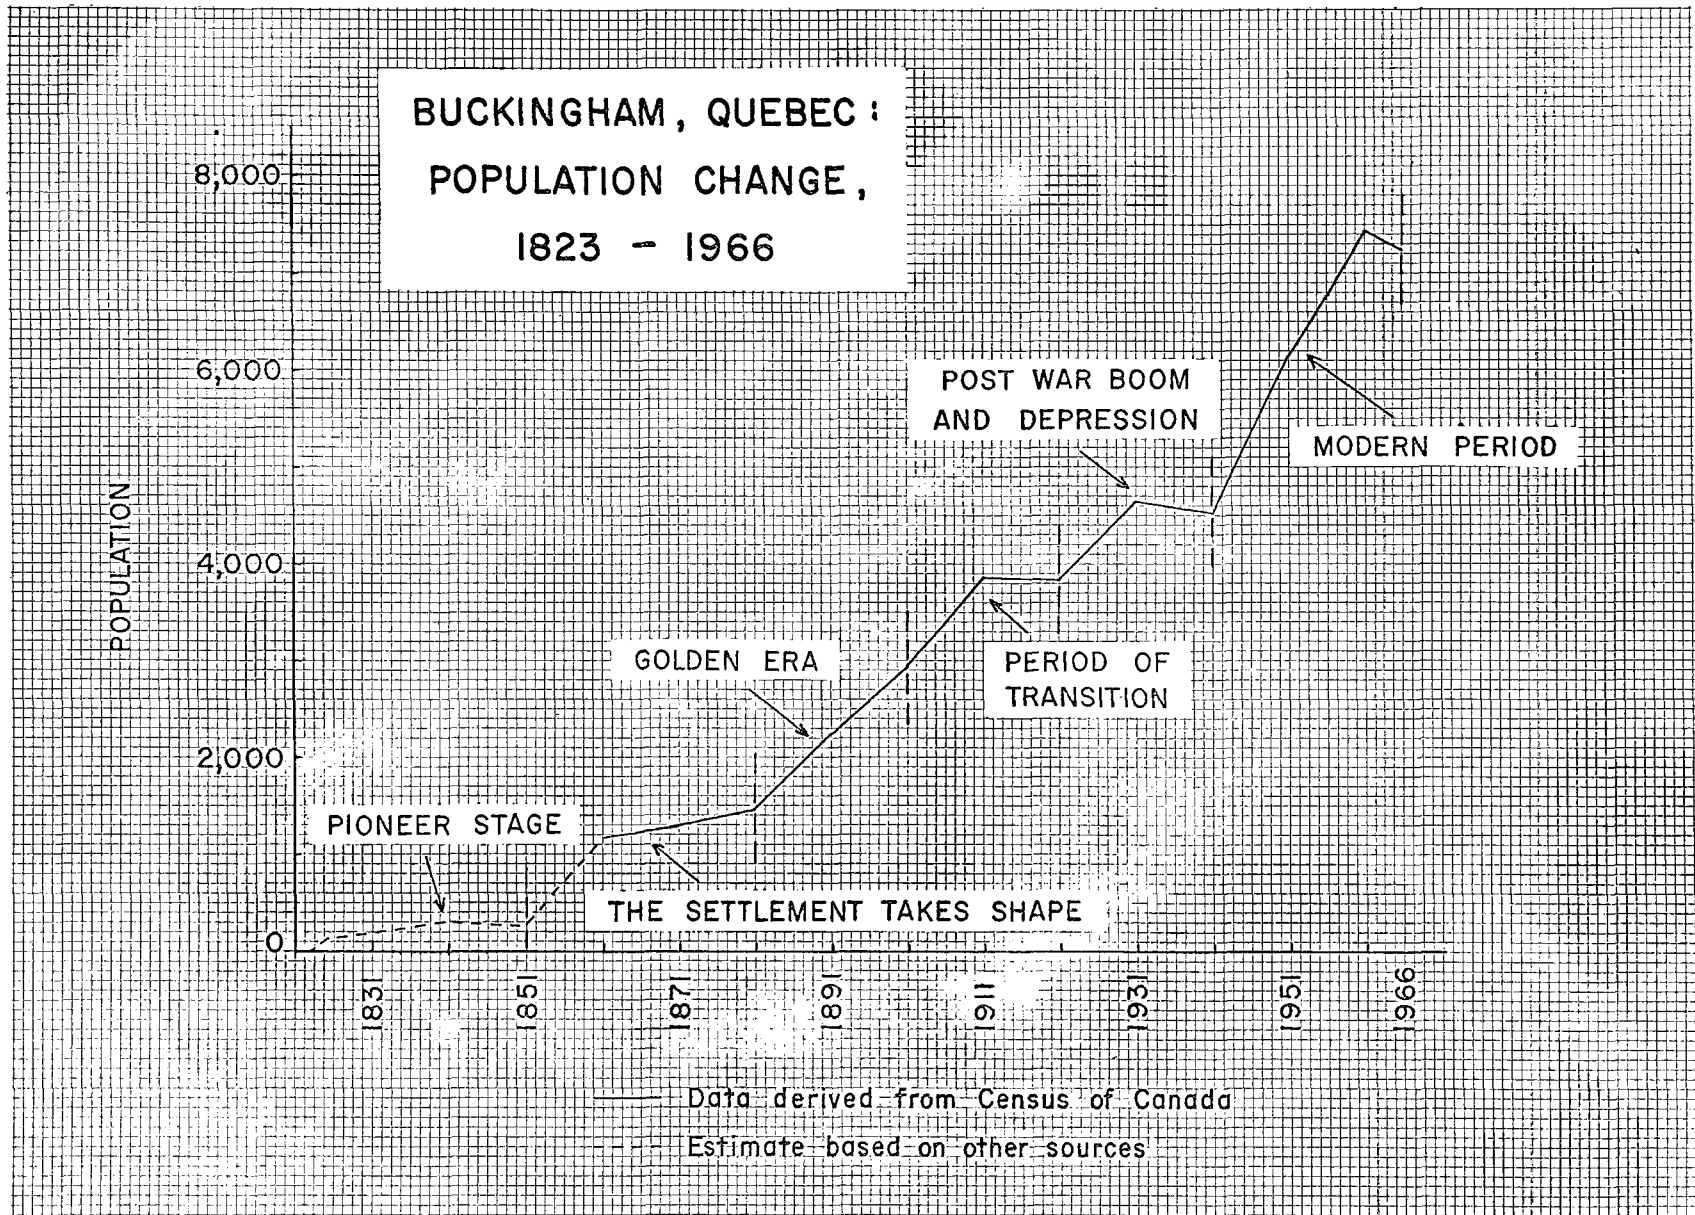 BUCKINGHAM, QUEBEC:
POPULATION CHANGE,
1823 - 1966
8,000
6,000
4,000
2,000
0
POPULATION
POST WAR BOOM
AND DEPRESSION
MODERN PERIOD
GOLDEN ERA
PERIOD OF
TRANSITION
PIONEER STAGE
THE SETTLEMENT TAKES SHAPE
1831
1851
1871
1891
1911
1931
1951
1966
Data derived from Census of Canada
Estimate based on other sources